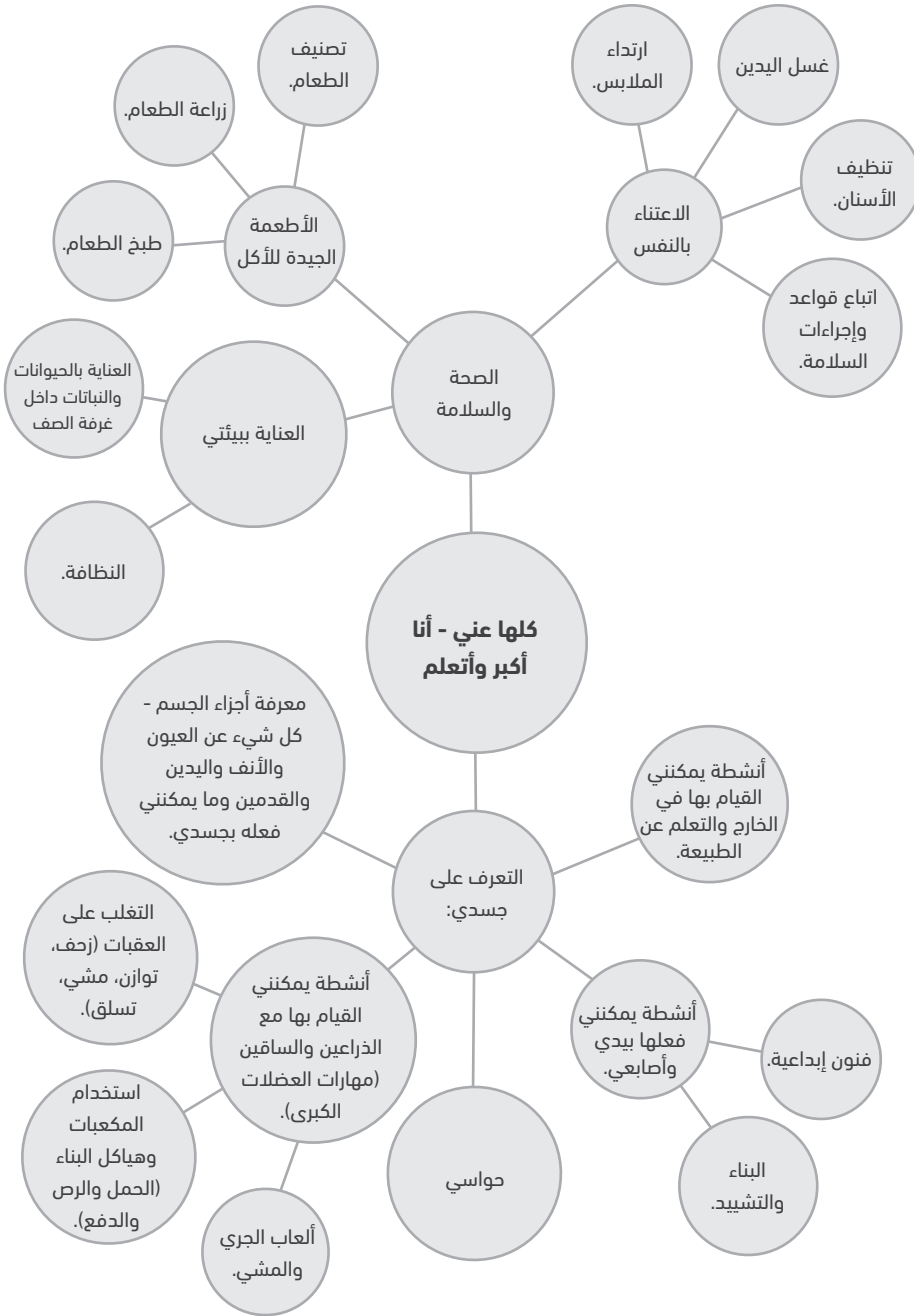 ارتداء
الملابس.
غسل اليدين
تنظيف
الأسنان.
اتباع قواعد
وإجراءات
السلامة.
الاعتناء
بالنفس
تصنيف
الطعام.
زراعة الطعام.
طبخ الطعام.
الأطعمة
الجيدة للأكل
الصحة
والسلامة
العناية ببيئتي
العناية بالحيوانات
والنباتات داخل
غرفة الصف
النظافة.
كلها عني - أنا
أكبر وأتعلم
معرفة أجزاء الجسم -
كل شيء عن العيون
والأنف واليدين
والقدمين وما يمكنني
فعله بجسدي.
أنشطة يمكنني
القيام بها في
الخارج والتعلم عن
الطبيعة.
التعرف على
جسدي:
التغلب على
العقبات (زحف،
توازن، مشي،
تسلق).
أنشطة يمكنني
القيام بها مع
الذراعين والساقين
(مهارات العضلات
الكبرى).
استخدام
المكعبات
وهياكل البناء
(الحمل والرص
والدفع).
ألعاب الجري
والمشي.
حواسي
أنشطة يمكنني
فعلها بيدي
وأصابعي.
فنون إبداعية.
البناء
والتشييد.